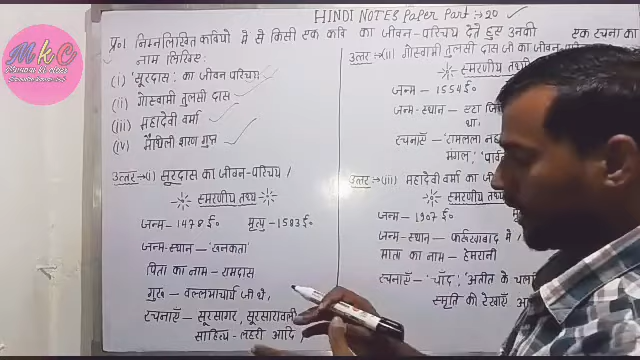 HINDI NOTES Paper Part :- 20
प्र०1 निम्नलिखित कवियो में से किसी एक कवि का जीवन-परिचय देते हुए उनकी एक रचना का
नाम लिखिए
MKC
(i) 'सूरदास' का जीवन परिचय
(ii) गोस्वामी तुलसी दास
(iii) महादेवी वर्मा
(iv) मैथिली शरण गुप्त
उत्तर→(i) सूरदास का जीवन-परिचय।
स्मरणीय तथ्य
जन्म - 1478 ई० मृत्यु - 1583 ई०
जन्म-स्थान - 'रुनकता'
पिता का नाम - रामदास
गुरु - वल्लभाचार्य जी थे,
रचनाएँ - सूरसागर, सूरसारावली
साहित्य-लहरी आदि
उत्तर→(ii) गोस्वामी तुलसी दास जी का जीवन
स्मरणीय
जन्म - 1554 ई०
जन्म-स्थान - एटा
था,
रचनाएँ - 'रामलला
मंगल, 'पार्व
उत्तर→(iii) महादेवी वर्मा का
स्मरणीय तथ्य
जन्म - 1907 ई०
जन्म-स्थान - फर्रुखाबाद में
माता का नाम - हेमरानी
रचनाएँ - 'चाँद', 'अतीत के
स्मृति की रेखाएँ